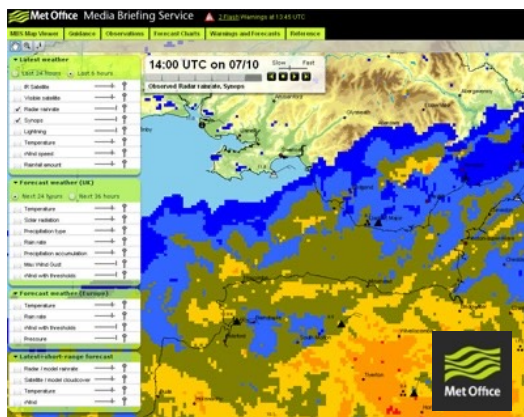 Met Office Media Briefing Service
2 Flash Warnings at 13:45 UTC
MBS Map Viewer Guidance Observations Forecast Charts Warnings and Forecasts Reference
Latest weather
Last 24 hours Last 6 hours
IR Satellite
Visible satellite
Radar rainrate
Synops
Lightning
Temperature
Wind speed
Rainfall amount
14:00 UTC on 07/10
Slow Fast
Observed Radar rainrate, Synops
Forecast weather (UK)
Next 24 hours Next 36 hours
Temperature
Solar radiation
Precipitation type
Rain rate
Precipitation accumulation
Max Wind Gust
Wind with thresholds
Forecast weather (Europe)
Temperature
Rain rate
Wind with thresholds
Pressure
Latest short-range forecast
Radar / model rainrate
Satellite / model cloudcover
Temperature
Wind
Tiverton
Met Office